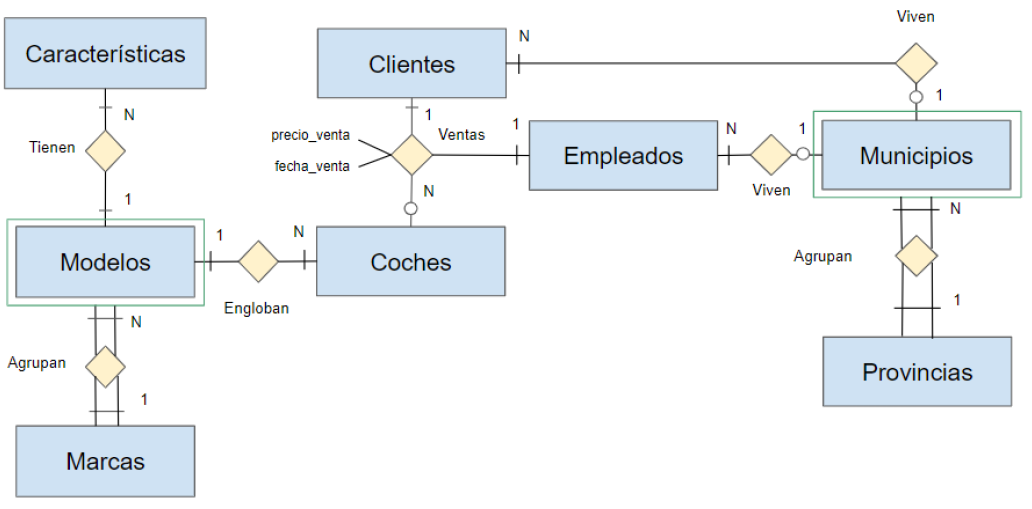 Viven
Características
Clientes
N
1
N
1
precio_venta
Ventas
fecha_venta
1
Tienen
Empleados
N
1
Municipios
N
Viven
1
Modelos
1
N
Coches
N
Engloban
Agrupan
N
Agrupan
1
1
Provincias
Marcas